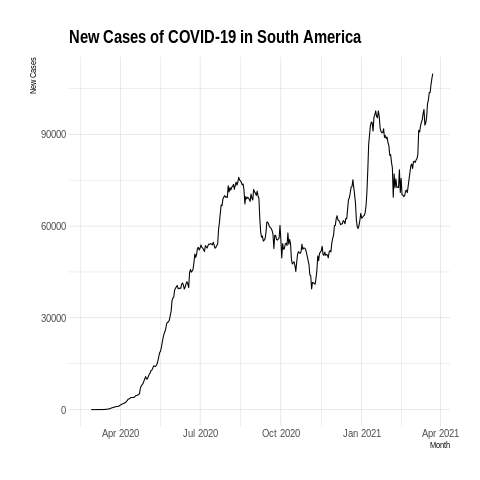 New Cases of COVID-19 in South America
New Cases
90000
60000
30000
0
Apr 2020
Jul 2020
Oct 2020
Jan 2021
Apr 2021
Month